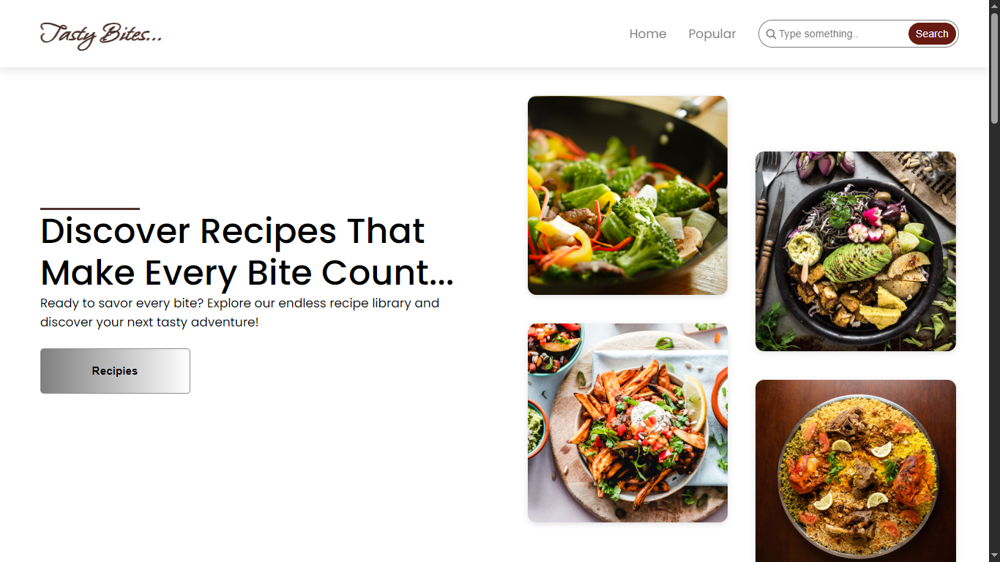 Tasty Bites...
Home
Popular
Type something..
Search
Discover Recipes That
Make Every Bite Count...
Ready to savor every bite? Explore our endless recipe library and
discover your next tasty adventure!
Recipies